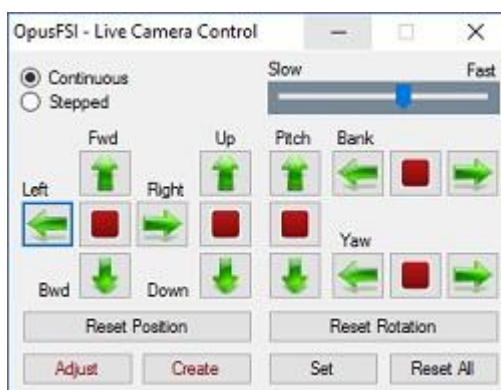 OpusFSI - Live Camera Control
Continuous
Stepped
Slow Fast
Fwd Up Pitch Bank
Left Right
Yaw
Bwd Down
Reset Position Reset Rotation
Adjust Create Set Reset All